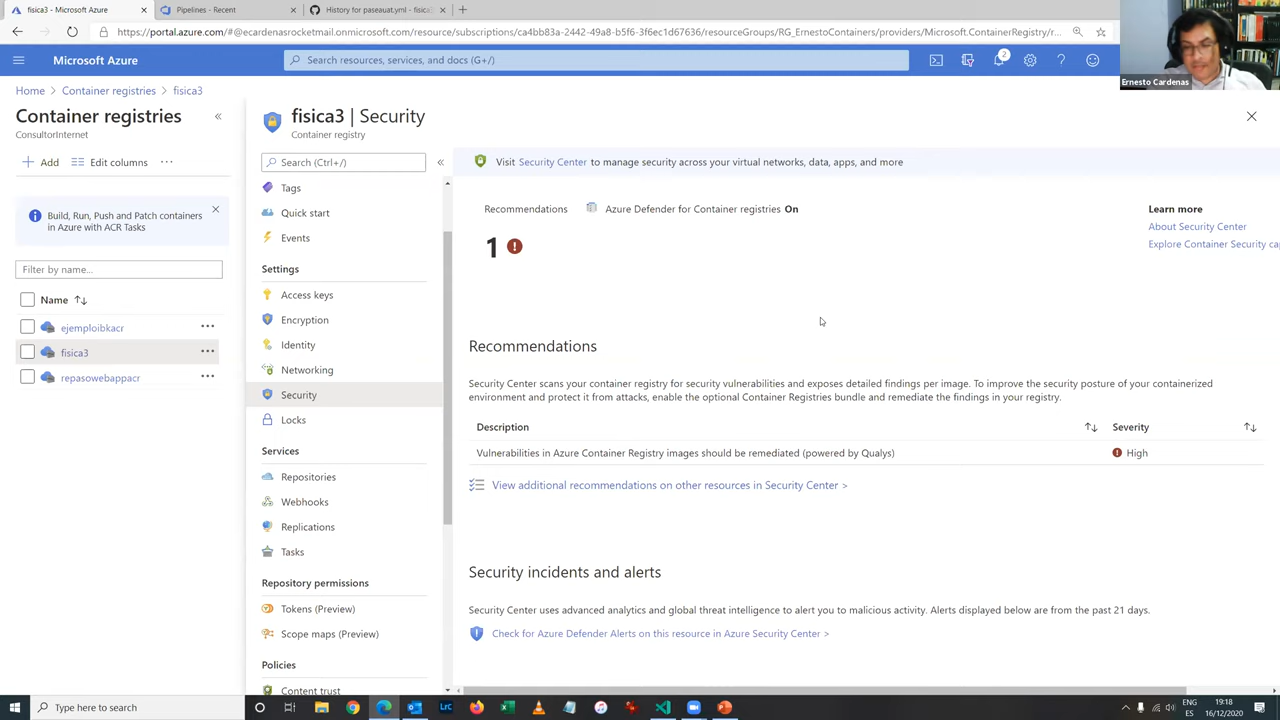 fisica3 - Microsoft Azure
Pipelines - Recent
History for paseauat.yml - fisica
https://portal.azure.com/#@ecardenasrocketmail.onmicrosoft.com/resource/subscriptions/ca4bb83a-2442-49a8-b5f6-3f6ec1d67636/resourceGroups/RG_ErnestoContainers/providers/Microsoft.ContainerRegistry/r...
Microsoft Azure
Search resources, services, and docs (G+/)
2
Ernesto Cardenas
Home > Container registries > fisica3
Container registries
«
ConsultorInternet
+ Add
Edit columns
...
Build, Run, Push and Patch containers
in Azure with ACR Tasks
Filter by name...
Name
ejemploibkacr
...
fisica3
...
repasowebappacr
...
fisica3 | Security
Container registry
Search (Ctrl+/)
«
Tags
Quick start
Events
Settings
Access keys
Encryption
Identity
Networking
Security
Locks
Services
Repositories
Webhooks
Replications
Tasks
Repository permissions
Tokens (Preview)
Scope maps (Preview)
Policies
Content trust
Visit Security Center to manage security across your virtual networks, data, apps, and more
Recommendations
Azure Defender for Container registries On
1
Learn more
About Security Center
Explore Container Security ca
Recommendations
Security Center scans your container registry for security vulnerabilities and exposes detailed findings per image. To improve the security posture of your containerized
environment and protect it from attacks, enable the optional Container Registries bundle and remediate the findings in your registry.
Description
Severity
Vulnerabilities in Azure Container Registry images should be remediated (powered by Qualys)
High
View additional recommendations on other resources in Security Center >
Security incidents and alerts
Security Center uses advanced analytics and global threat intelligence to alert you to malicious activity. Alerts displayed below are from the past 21 days.
Check for Azure Defender Alerts on this resource in Azure Security Center >
Type here to search
LrC
ENG
ES
19:18
16/12/2020